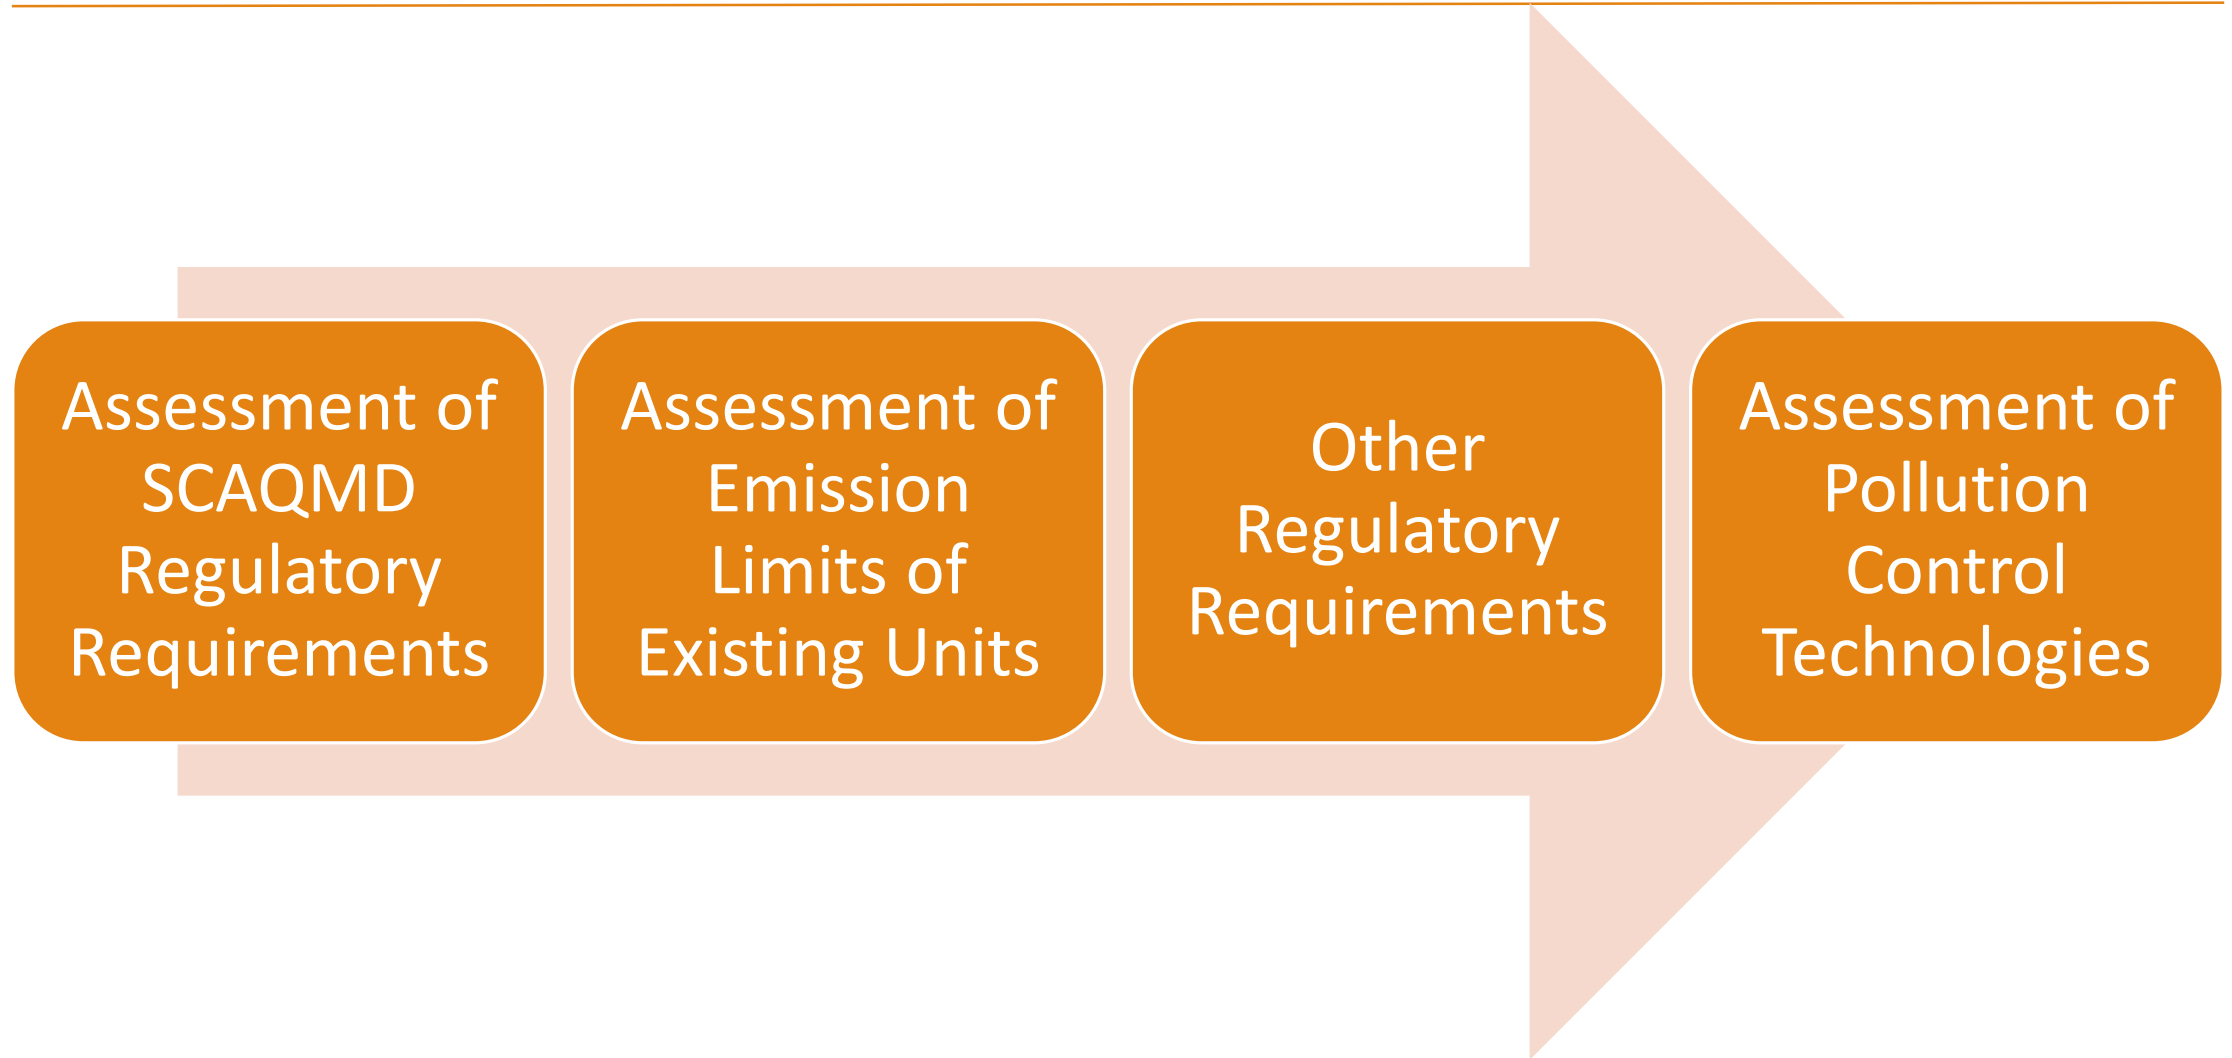 Assessment of
SCAQMD
Regulatory
Requirements
Assessment of
Emission
Limits of
Existing Units
Other
Regulatory
Requirements
Assessment of
Pollution
Control
Technologies